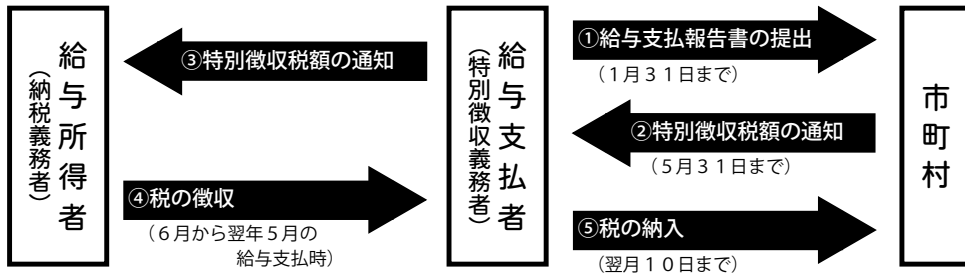 給与所得者
（納税義務者）
③特別徴収税額の通知
④税の徴収
（６月から翌年５月の
給与支払時）
給与支払者
（特別徴収義務者）
①給与支払報告書の提出
（１月３１日まで）
②特別徴収税額の通知
（５月３１日まで）
⑤税の納入
（翌月１０日まで）
市町村